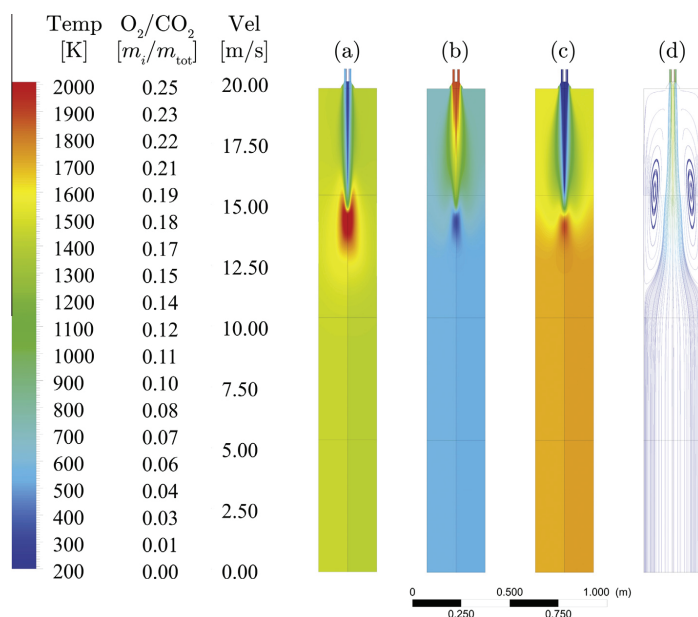 Temp O₂/CO₂ Vel
[K] [mᵢ/mₜₒₜ] [m/s] (a) (b) (c) (d)
2000 0.25 20.00
1900 0.23
1800 0.22
1700 0.21 17.50
1600 0.19
1500 0.18 15.00
1400 0.17
1300 0.15 12.50
1200 0.14
1100 0.12 10.00
1000 0.11
900 0.10 7.50
800 0.08
700 0.07 5.00
600 0.06
500 0.04
400 0.03 2.50
300 0.01
200 0.00 0.00
0 0.500 1.000 (m)
0.250 0.750